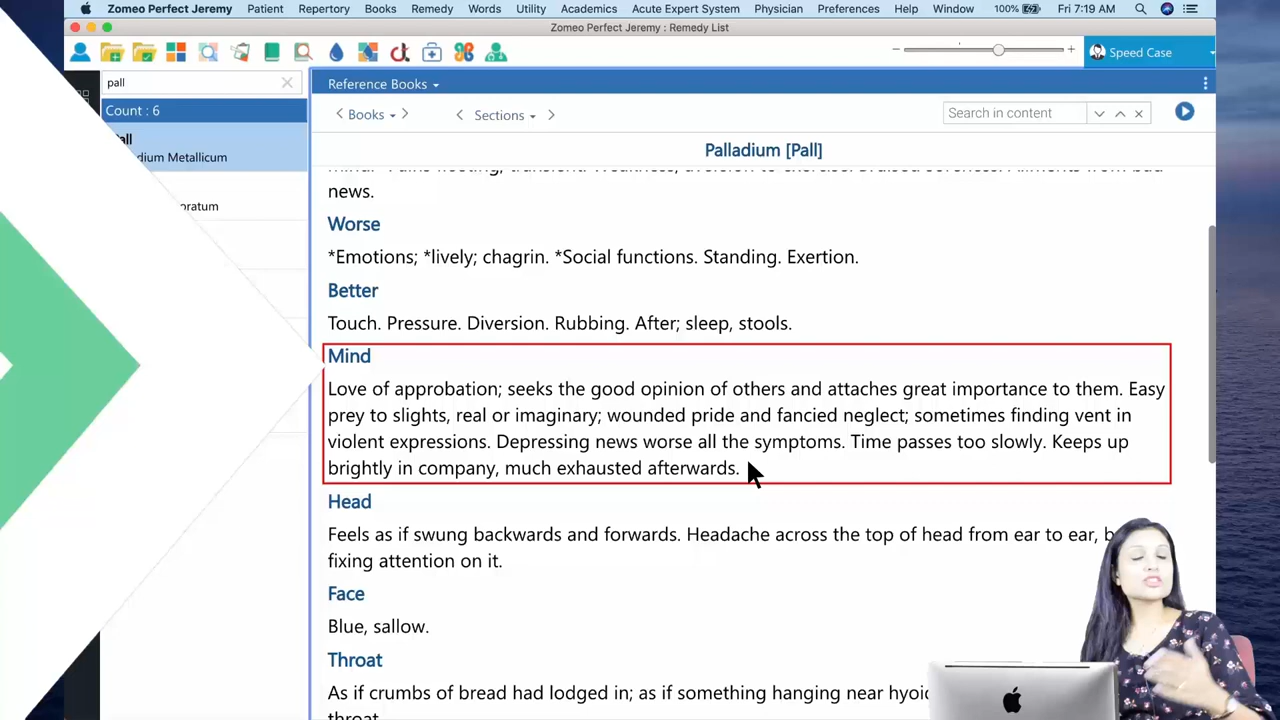 Zomeo Perfect Jeremy Patient Repertory Books Remedy Words Utility Academics Acute Expert System Physician Preferences Help Window 100% Fri 7:19 AM
Zomeo Perfect Jeremy : Remedy List
Speed Case
pall
Reference Books
Count : 6
Books Sections Search in content
Palladium [Pall]
news.
Worse
*Emotions; *lively; chagrin. *Social functions. Standing. Exertion.
Better
Touch. Pressure. Diversion. Rubbing. After; sleep, stools.
Mind
Love of approbation; seeks the good opinion of others and attaches great importance to them. Easy
prey to slights, real or imaginary; wounded pride and fancied neglect; sometimes finding vent in
violent expressions. Depressing news worse all the symptoms. Time passes too slowly. Keeps up
brightly in company, much exhausted afterwards.
Head
Feels as if swung backwards and forwards. Headache across the top of head from ear to ear,
fixing attention on it.
Face
Blue, sallow.
Throat
As if crumbs of bread had lodged in; as if something hanging near
throat.
Metallicum